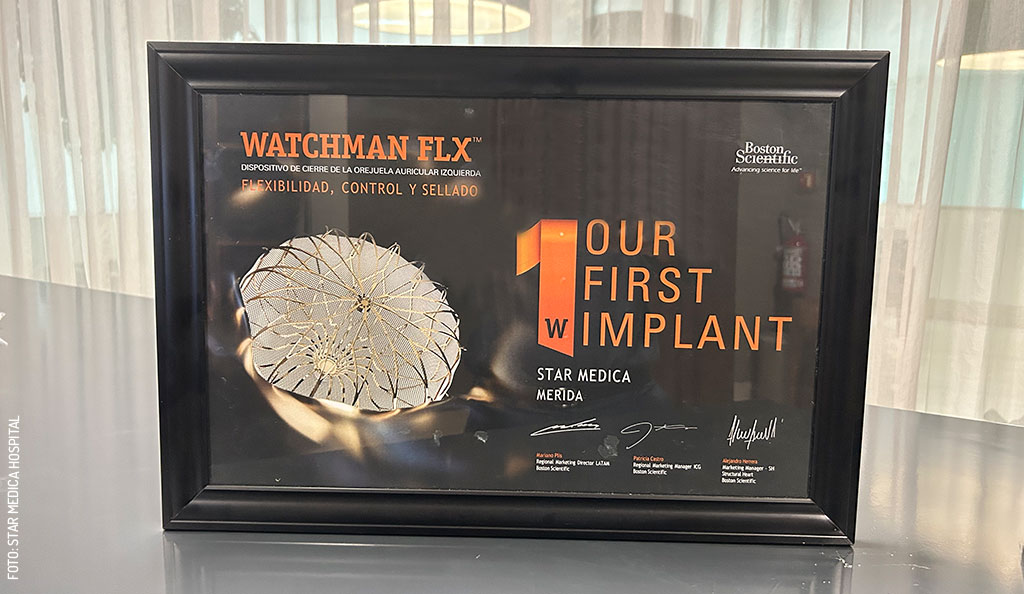 WATCHMAN FLX™
DISPOSITIVO DE CIERRE DE LA OREJUELA AURICULAR IZQUIERDA
FLEXIBILIDAD, CONTROL Y SELLADO
Boston
Scientific
Advancing science for life™
1 OUR
FIRST
W IMPLANT
STAR MEDICA
MERIDA
Mariano Plis
Regional Marketing Director LATAM
Boston Scientific
Patricia Castro
Regional Marketing Manager ICG
Boston Scientific
Alejandro Herrera
Marketing Manager - SH
Structural Heart
Boston Scientific
FOTO: STAR MEDICA HOSPITAL